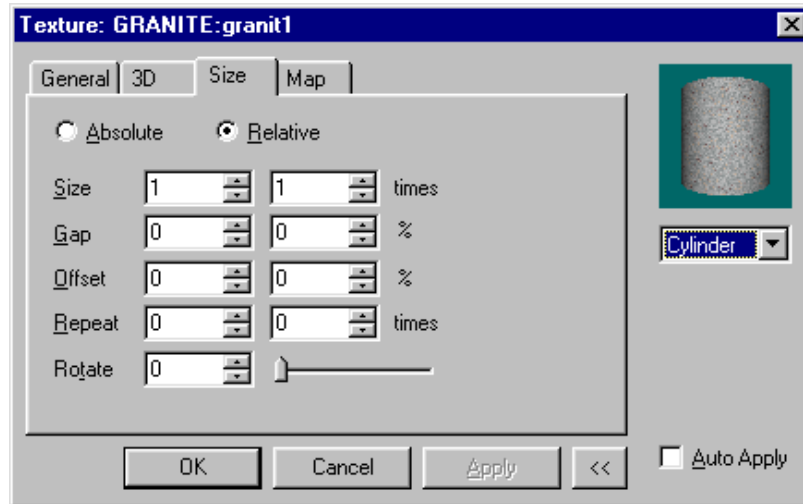 Texture: GRANITE:granit1
General 3D Size Map
Absolute Relative
Size 1 1 times
Gap 0 0 %
Offset 0 0 %
Cylinder
Repeat 0 0 times
Rotate 0
OK Cancel Apply << Auto Apply